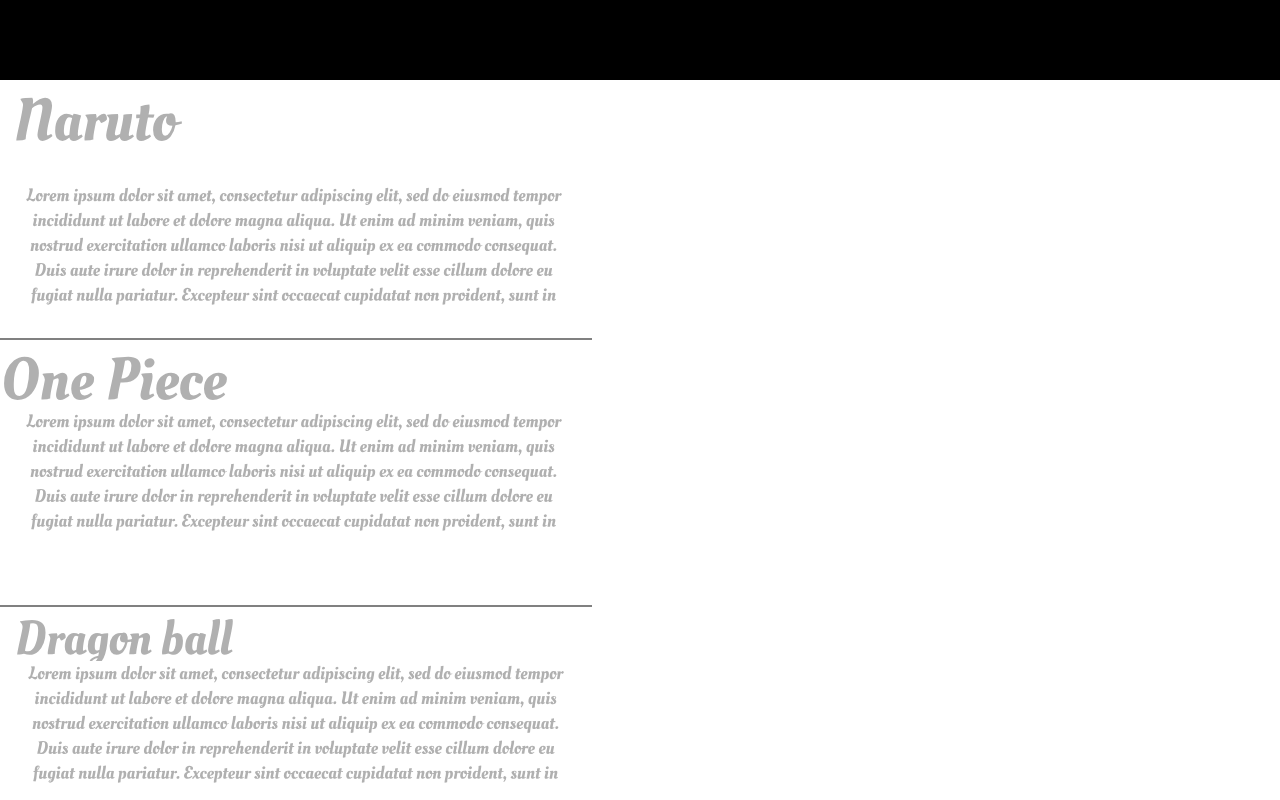 Naruto
Lorem ipsum dolor sit amet, consectetur adipiscing elit, sed do eiusmod tempor
incididunt ut labore et dolore magna aliqua. Ut enim ad minim veniam, quis
nostrud exercitation ullamco laboris nisi ut aliquip ex ea commodo consequat.
Duis aute irure dolor in reprehenderit in voluptate velit esse cillum dolore eu
fugiat nulla pariatur. Excepteur sint occaecat cupidatat non proident, sunt in
One Piece
Lorem ipsum dolor sit amet, consectetur adipiscing elit, sed do eiusmod tempor
incididunt ut labore et dolore magna aliqua. Ut enim ad minim veniam, quis
nostrud exercitation ullamco laboris nisi ut aliquip ex ea commodo consequat.
Duis aute irure dolor in reprehenderit in voluptate velit esse cillum dolore eu
fugiat nulla pariatur. Excepteur sint occaecat cupidatat non proident, sunt in
Dragon ball
Lorem ipsum dolor sit amet, consectetur adipiscing elit, sed do eiusmod tempor
incididunt ut labore et dolore magna aliqua. Ut enim ad minim veniam, quis
nostrud exercitation ullamco laboris nisi ut aliquip ex ea commodo consequat.
Duis aute irure dolor in reprehenderit in voluptate velit esse cillum dolore eu
fugiat nulla pariatur. Excepteur sint occaecat cupidatat non proident, sunt in